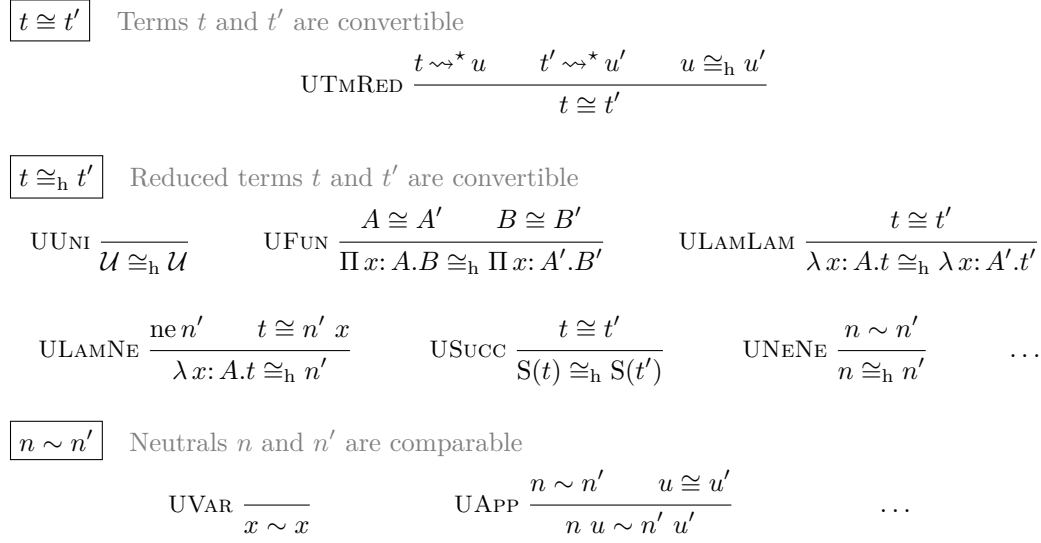 t ≅ t′ Terms t and t′ are convertible
UTmRed t ⇝⋆ u t′ ⇝⋆ u′ u ≅h u′
t ≅ t′
t ≅h t′ Reduced terms t and t′ are convertible
UUni 𝒰 ≅h 𝒰 UFun A ≅ A′ B ≅ B′ ULamLam t ≅ t′
Π x: A.B ≅h Π x: A′.B′ λ x: A.t ≅h λ x: A′.t′
ULamNe ne n′ t ≅ n′ x USucc t ≅ t′ UNeNe n ∼ n′ …
λ x: A.t ≅h n′ S(t) ≅h S(t′) n ≅h n′
n ∼ n′ Neutrals n and n′ are comparable
UVar UApp n ∼ n′ u ≅ u′ …
x ∼ x n u ∼ n′ u′